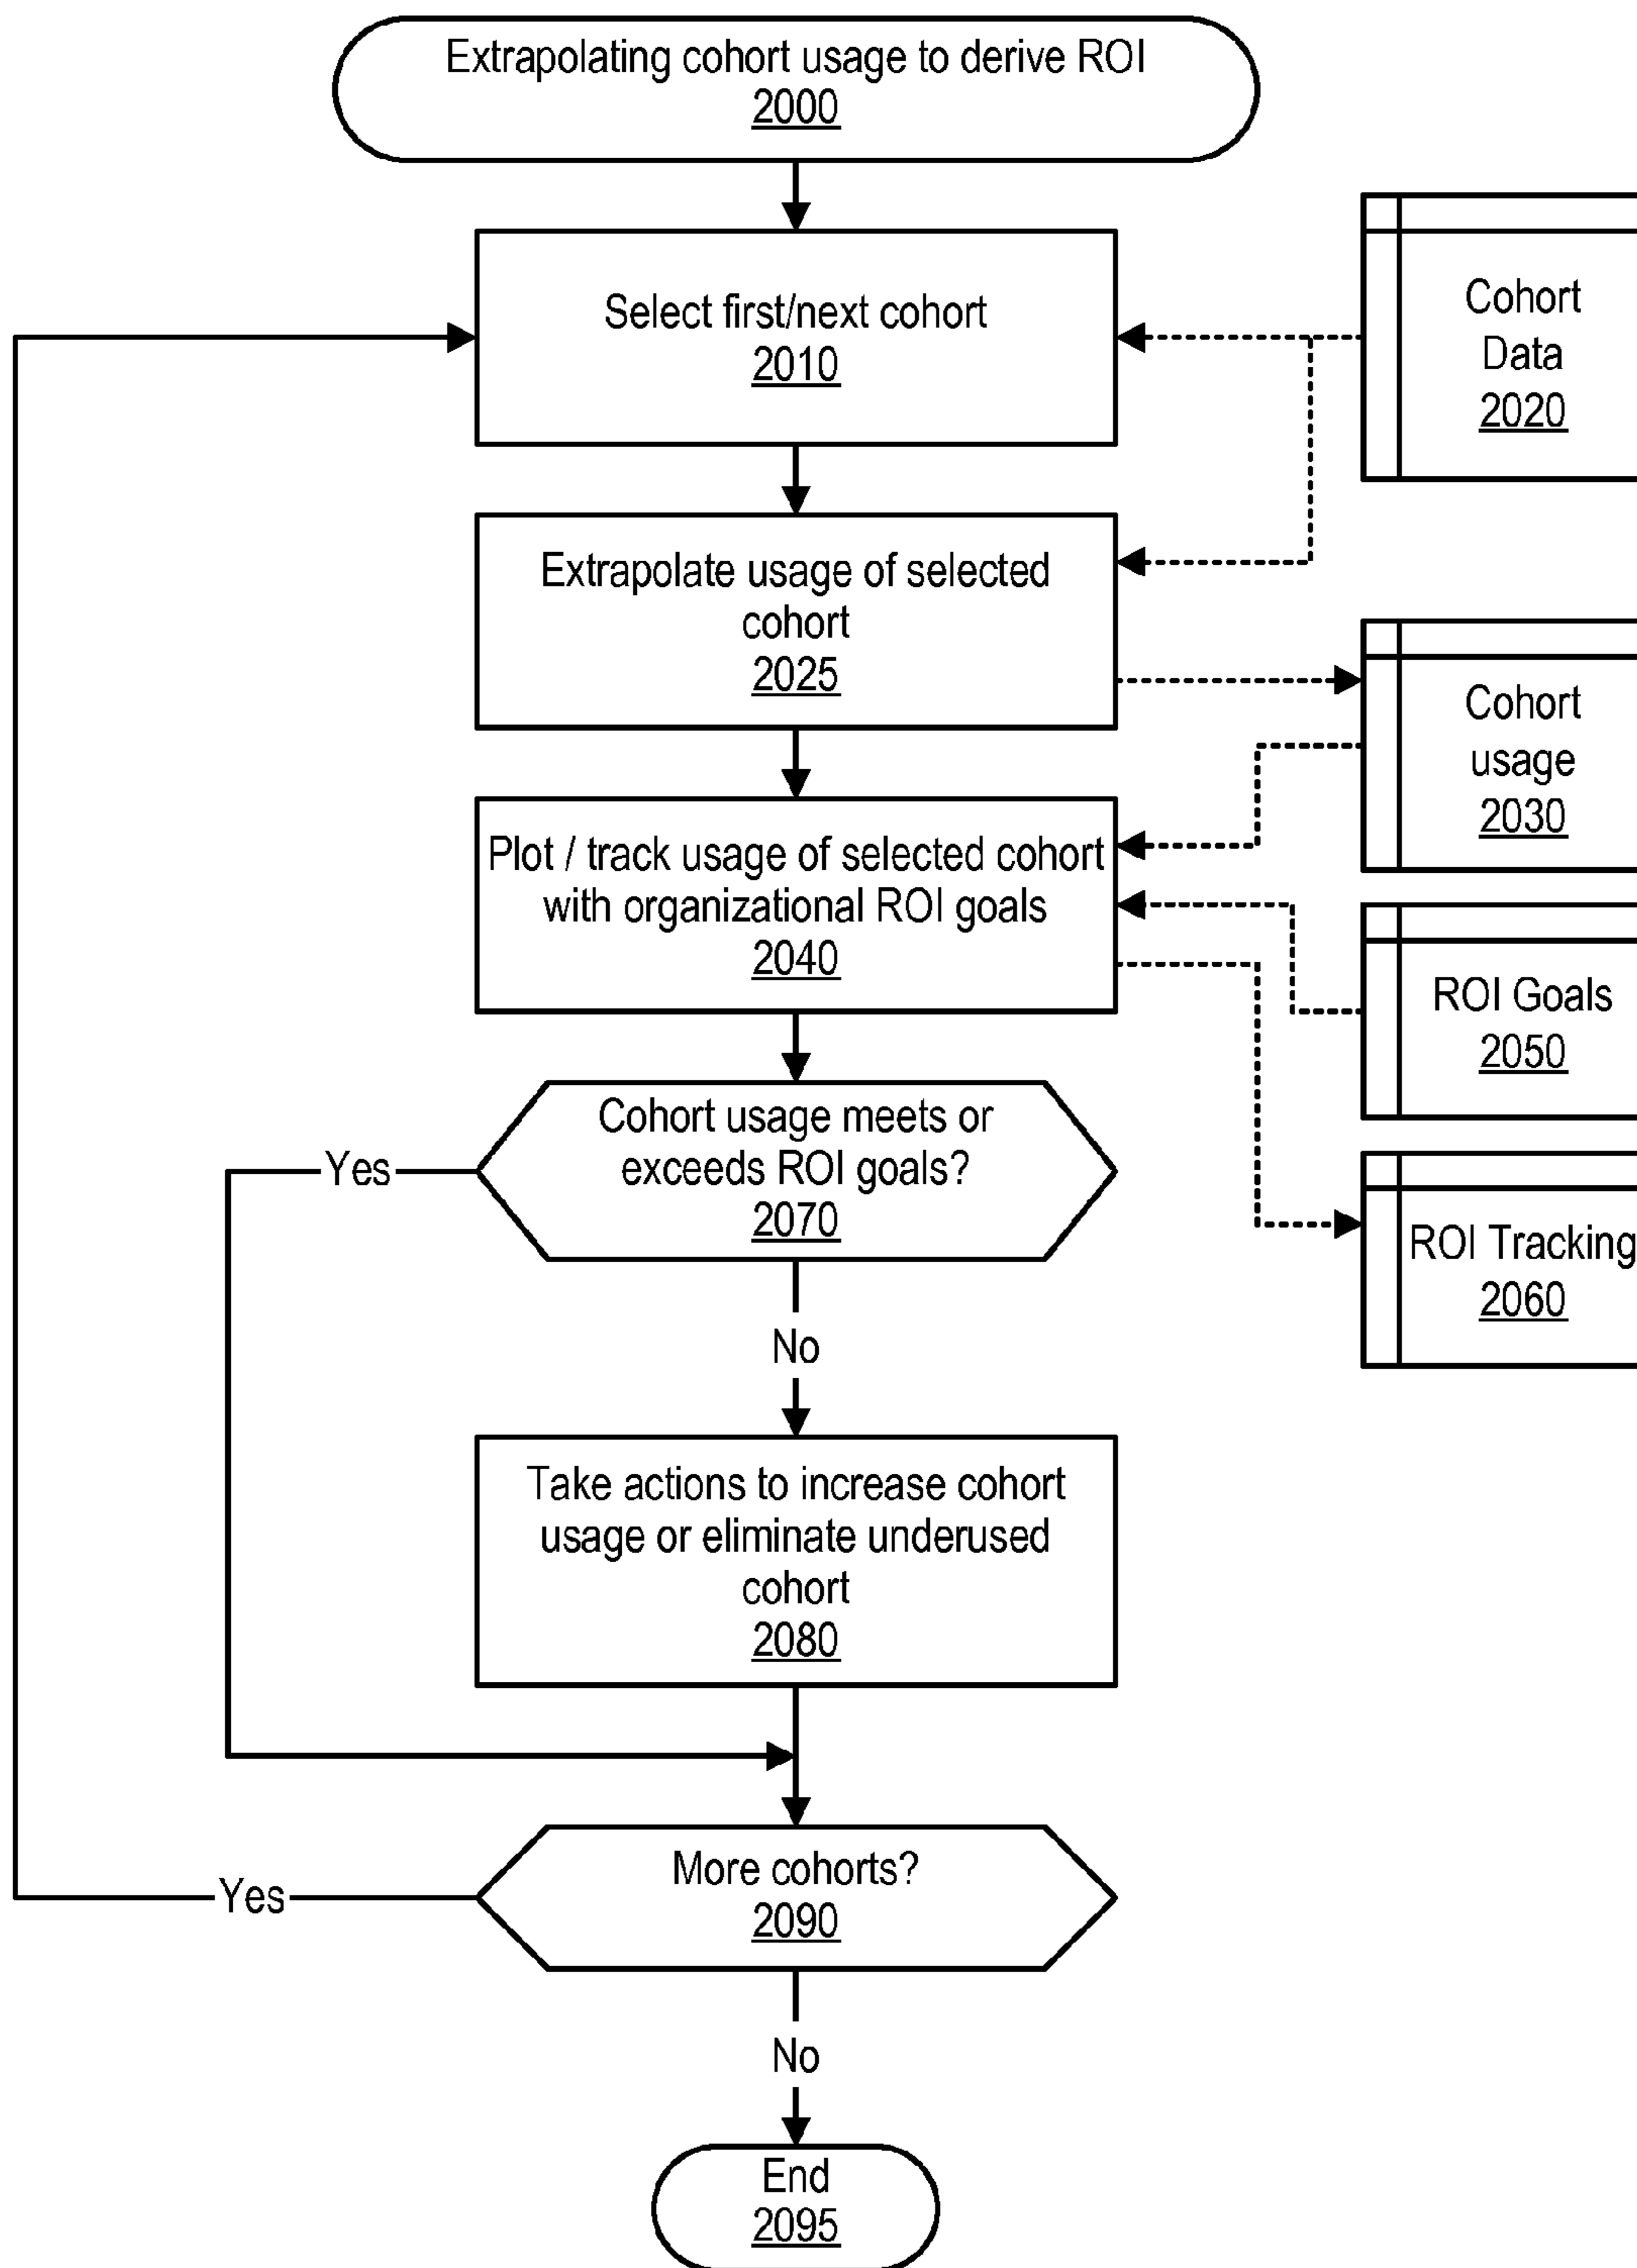 Extrapolating cohort usage to derive ROI
2000
Select first/next cohort
2010
Cohort
Data
2020
Extrapolate usage of selected
cohort
2025
Cohort
usage
2030
Plot / track usage of selected cohort
with organizational ROI goals
2040
ROI Goals
2050
Cohort usage meets or
exceeds ROI goals?
2070
Yes
ROI Tracking
2060
No
Take actions to increase cohort
usage or eliminate underused
cohort
2080
More cohorts?
2090
Yes
No
End
2095